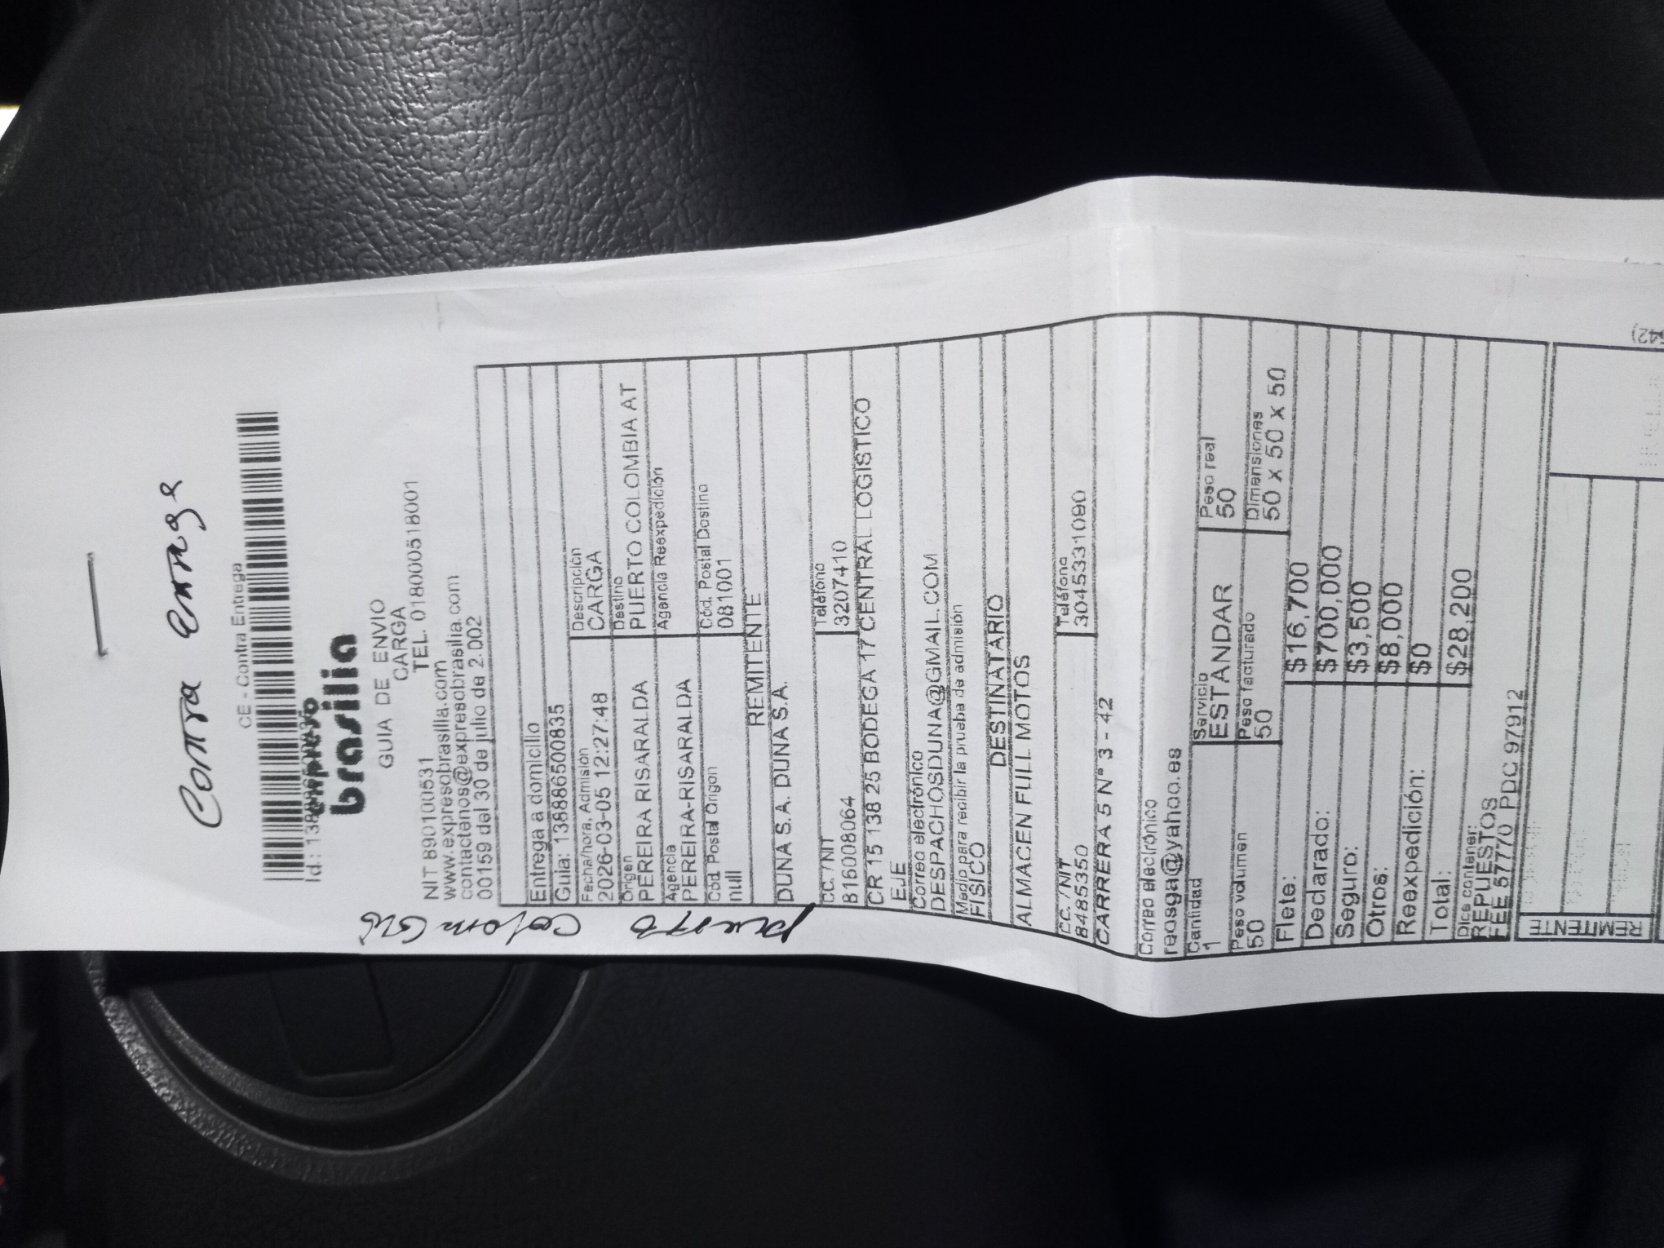 Contra Entrega
CE - Contra Entrega
expreso
brasilia
GUIA DE ENVIO
CARGA
NIT 890100531 TEL. 018000518001
www.expresobrasilia.com
contactenos@expresobrasilia.com
00159 del 30 de julio de 2.002
Entrega a domicilio
Guia: 138886500835
Fecha/hora, Admisión Descripción
2026-03-05 12:27:48 CARGA
Origen Destino
PEREIRA RISARALDA PUERTO COLOMBIA AT
Agencia Agencia Reexpedición
PEREIRA-RISARALDA
Cód. Postal Origen Cód. Postal Destino
null 081001
REMITENTE
DUNA S.A. DUNA S.A.
CC. / NIT Teléfono
816008064 3207410
CR 15 138 25 BODEGA 17 CENTRAL LOGISTICO
EJE
Correo electrónico
DESPACHOSDUNA@GMAIL.COM
Medio para recibir la prueba de admisión
FISICO
DESTINATARIO
ALMACEN FULL MOTOS
CC. / NIT Teléfono
8485350 3045331090
CARRERA 5 N° 3 - 42
Correo electrónico
reosga@yahoo.es
Cantidad Servicio Peso real
1 ESTANDAR 50
Peso volumen Peso facturado Dimensiones
50 50 50 x 50 x 50
Flete: $16,700
Declarado: $700,000
Seguro: $3,500
Otros: $8,000
Reexpedición: $0
Total: $28,200
Dice contener:
REPUESTOS
FEE 57770 PDC 97912
REMITENTE
REMITENTE
puerto
Colombia